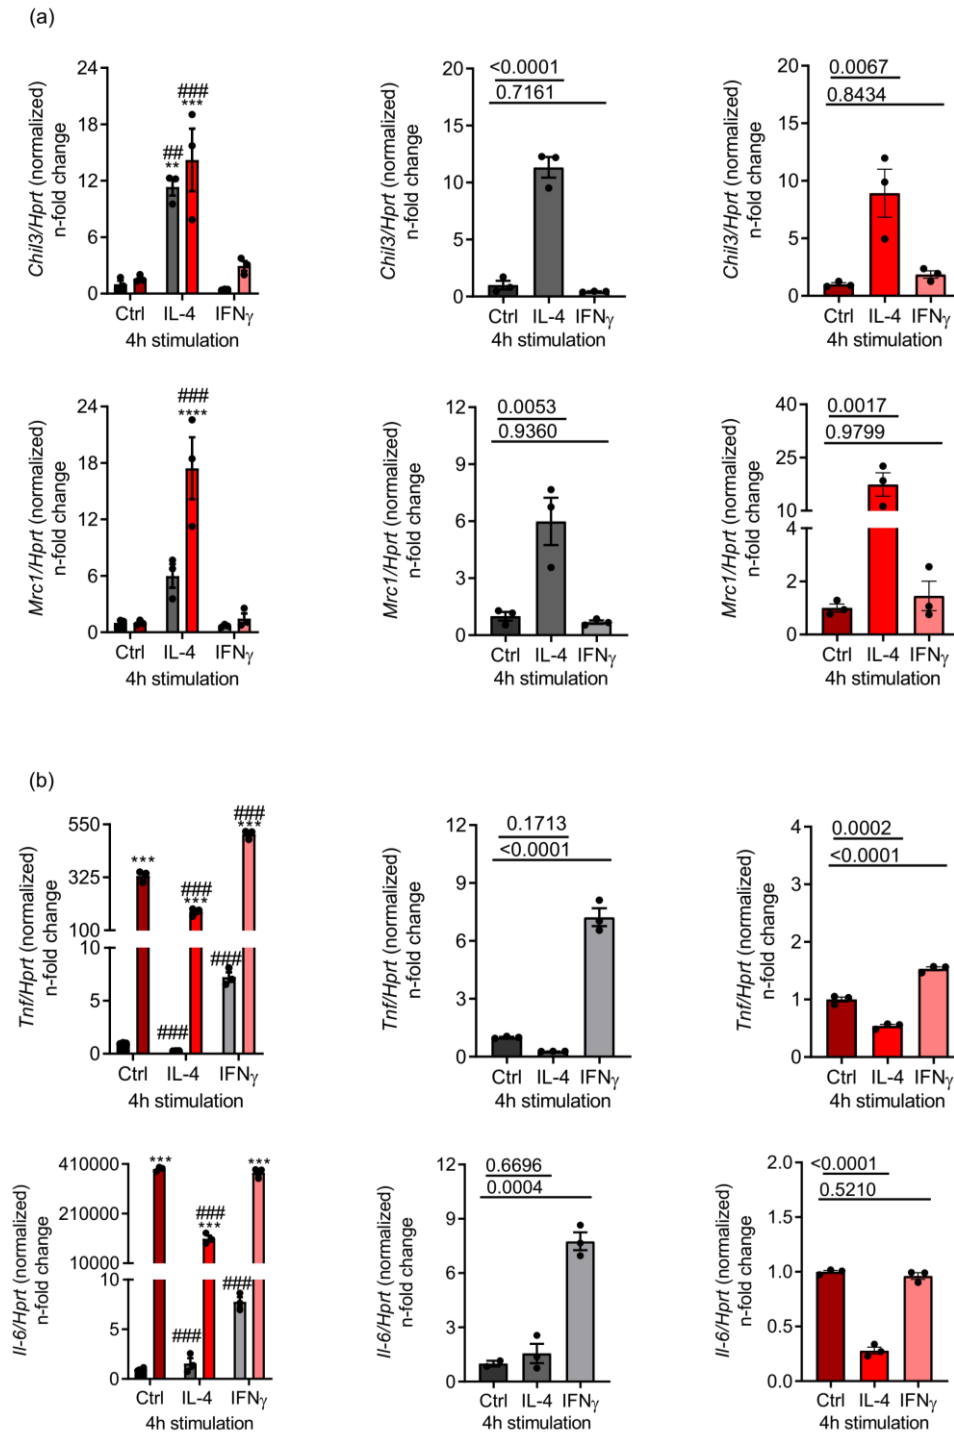 (a)
Chil3/Hprt (normalized)
n-fold change
24
18
12
6
0
##
**
###
***
Ctrl IL-4 IFNγ
4h stimulation
Chil3/Hprt (normalized)
n-fold change
20
15
10
5
0
<0.0001
0.7161
Ctrl IL-4 IFNγ
4h stimulation
Chil3/Hprt (normalized)
n-fold change
20
15
10
5
0
0.0067
0.8434
Ctrl IL-4 IFNγ
4h stimulation
Mrc1/Hprt (normalized)
n-fold change
24
18
12
6
0
###
****
Ctrl IL-4 IFNγ
4h stimulation
Mrc1/Hprt (normalized)
n-fold change
12
9
6
3
0
0.0053
0.9360
Ctrl IL-4 IFNγ
4h stimulation
Mrc1/Hprt (normalized)
n-fold change
40
25
10
4
2
0
0.0017
0.9799
Ctrl IL-4 IFNγ
4h stimulation
(b)
Tnf/Hprt (normalized)
n-fold change
550
325
100
10
5
0
***
###
###
***
###
###
***
Ctrl IL-4 IFNγ
4h stimulation
Tnf/Hprt (normalized)
n-fold change
12
9
6
3
0
0.1713
<0.0001
Ctrl IL-4 IFNγ
4h stimulation
Tnf/Hprt (normalized)
n-fold change
4
3
2
1
0
0.0002
<0.0001
Ctrl IL-4 IFNγ
4h stimulation
Il-6/Hprt (normalized)
n-fold change
410000
210000
10000
10
5
0
***
###
###
***
###
***
Ctrl IL-4 IFNγ
4h stimulation
Il-6/Hprt (normalized)
n-fold change
12
9
6
3
0
0.6696
0.0004
Ctrl IL-4 IFNγ
4h stimulation
Il-6/Hprt (normalized)
n-fold change
2.0
1.5
1.0
0.5
0.0
<0.0001
0.5210
Ctrl IL-4 IFNγ
4h stimulation